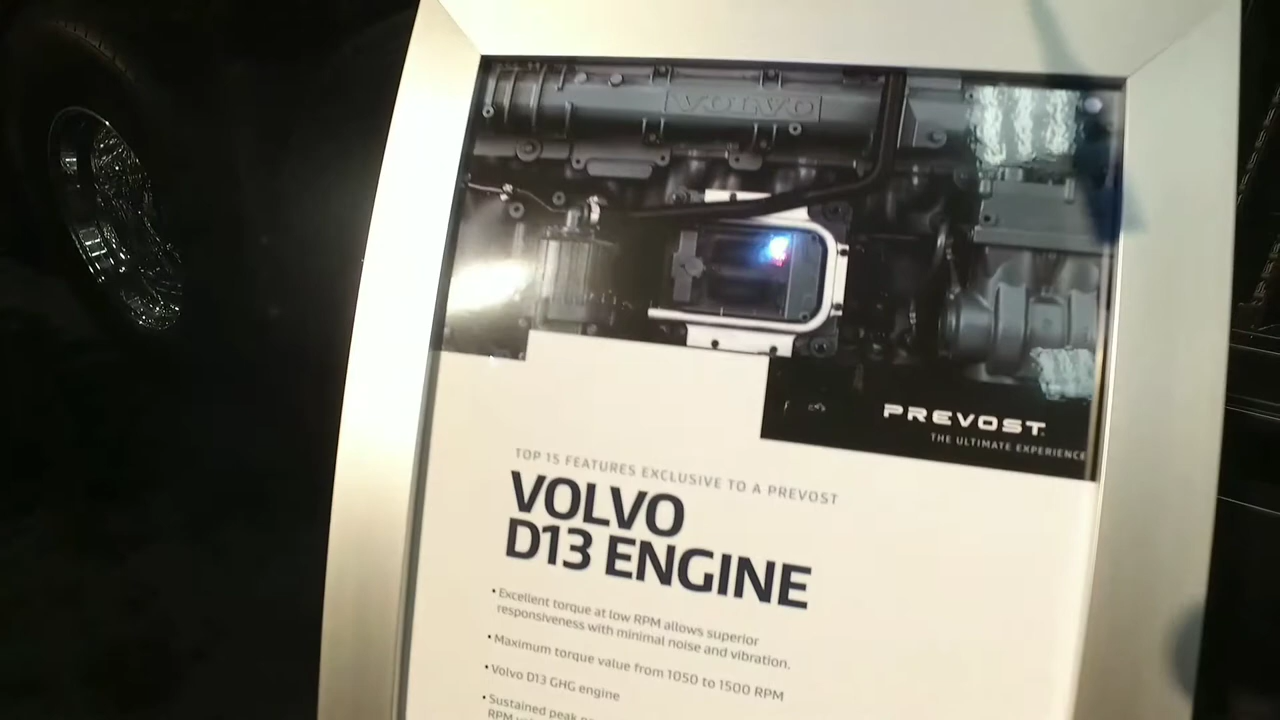 VOLVO
PREVOST
THE ULTIMATE EXPERIENCE
TOP 15 FEATURES EXCLUSIVE TO A PREVOST
VOLVO
D13 ENGINE
• Excellent torque at low RPM allows superior
responsiveness with minimal noise and vibration.
• Maximum torque value from 1050 to 1500 RPM
• Volvo D13 GHG engine
• Sustained peak
RPM